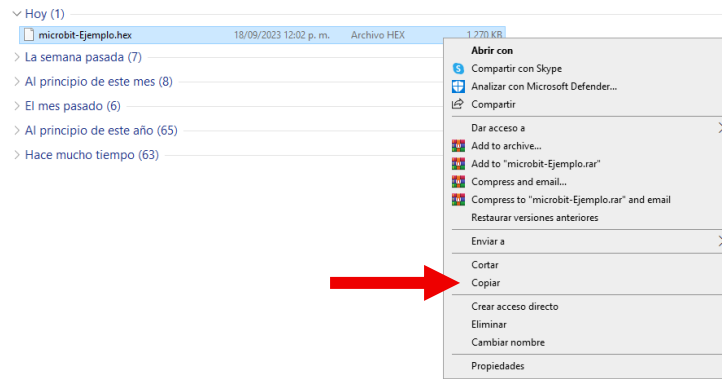 Hoy (1)
microbit-Ejemplo.hex 18/09/2023 12:02 p. m. Archivo HEX 1,270 KB
La semana pasada (7)
Al principio de este mes (8)
El mes pasado (6)
Al principio de este año (65)
Hace mucho tiempo (63)
Abrir con
Compartir con Skype
Analizar con Microsoft Defender...
Compartir
Dar acceso a
Add to archive...
Add to "microbit-Ejemplo.rar"
Compress and email...
Compress to "microbit-Ejemplo.rar" and email
Restaurar versiones anteriores
Enviar a
Cortar
Copiar
Crear acceso directo
Eliminar
Cambiar nombre
Propiedades